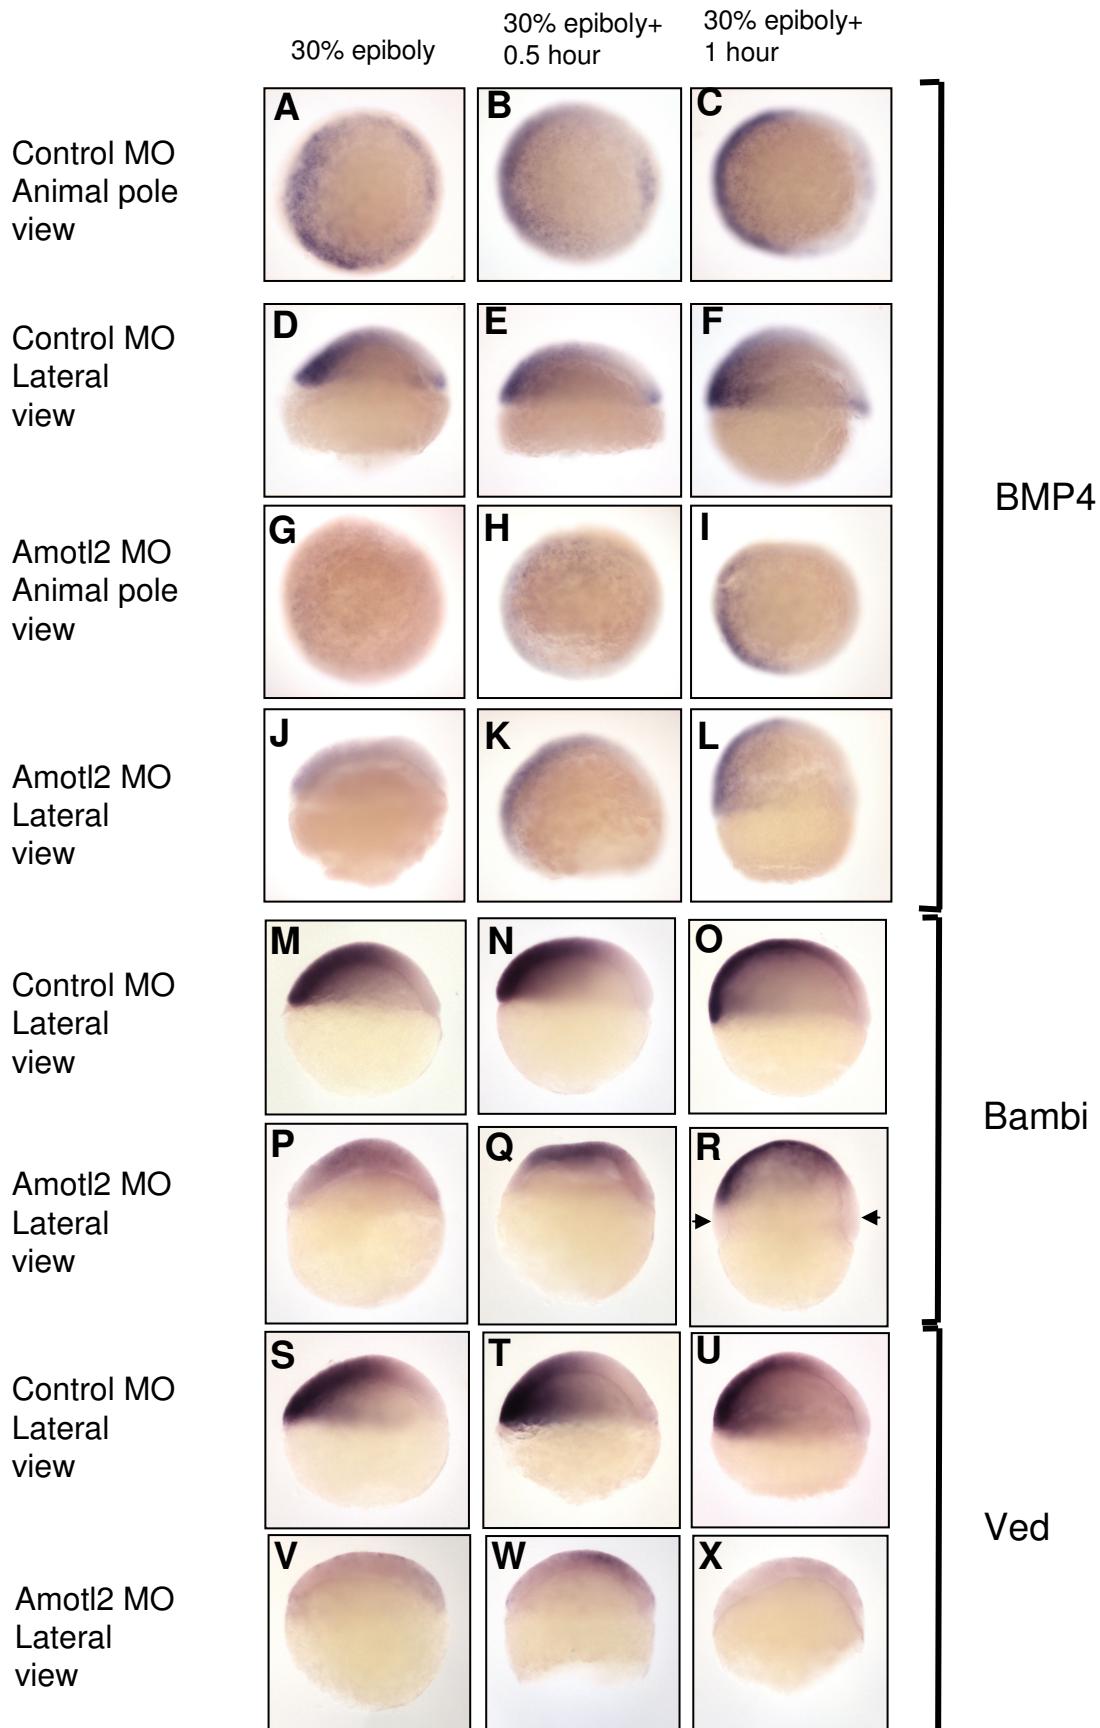 30% epiboly
30% epiboly+
0.5 hour
30% epiboly+
1 hour
Control MO
Animal pole
view
A
B
C
Control MO
Lateral
view
D
E
F
Amotl2 MO
Animal pole
view
G
H
I
Amotl2 MO
Lateral
view
J
K
L
BMP4
Control MO
Lateral
view
M
N
O
Amotl2 MO
Lateral
view
P
Q
R
Bambi
Control MO
Lateral
view
S
T
U
Amotl2 MO
Lateral
view
V
W
X
Ved